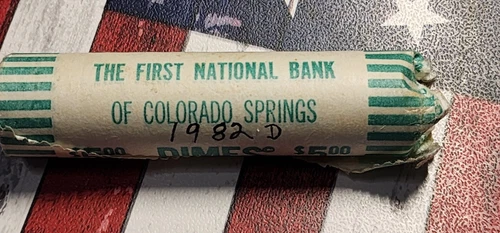 THE FIRST NATIONAL BANK
OF COLORADO SPRINGS
1982 D
$5.00 DIMES $5.00